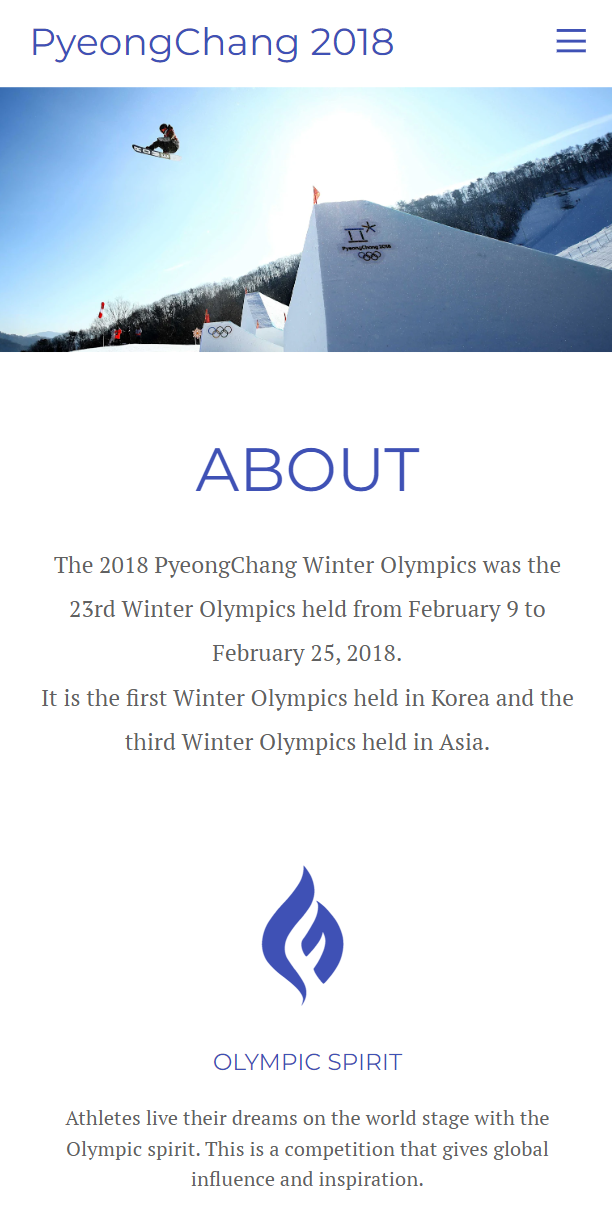 PyeongChang 2018
PyeongChang 2018
ABOUT
The 2018 PyeongChang Winter Olympics was the
23rd Winter Olympics held from February 9 to
February 25, 2018.
It is the first Winter Olympics held in Korea and the
third Winter Olympics held in Asia.
OLYMPIC SPIRIT
Athletes live their dreams on the world stage with the
Olympic spirit. This is a competition that gives global
influence and inspiration.